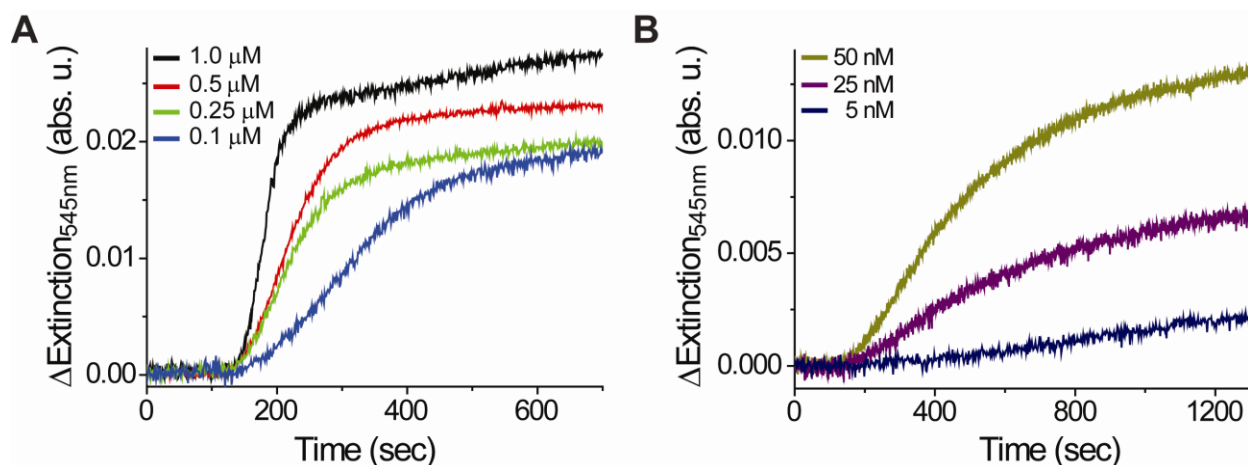 A
1.0 μM
0.5 μM
0.25 μM
0.1 μM
0.02
0.01
0.00
ΔExtinction545nm (abs. u.)
0 200 400 600
Time (sec)
B
50 nM
25 nM
5 nM
0.010
0.005
0.000
ΔExtinction545nm (abs. u.)
0 400 800 1200
Time (sec)